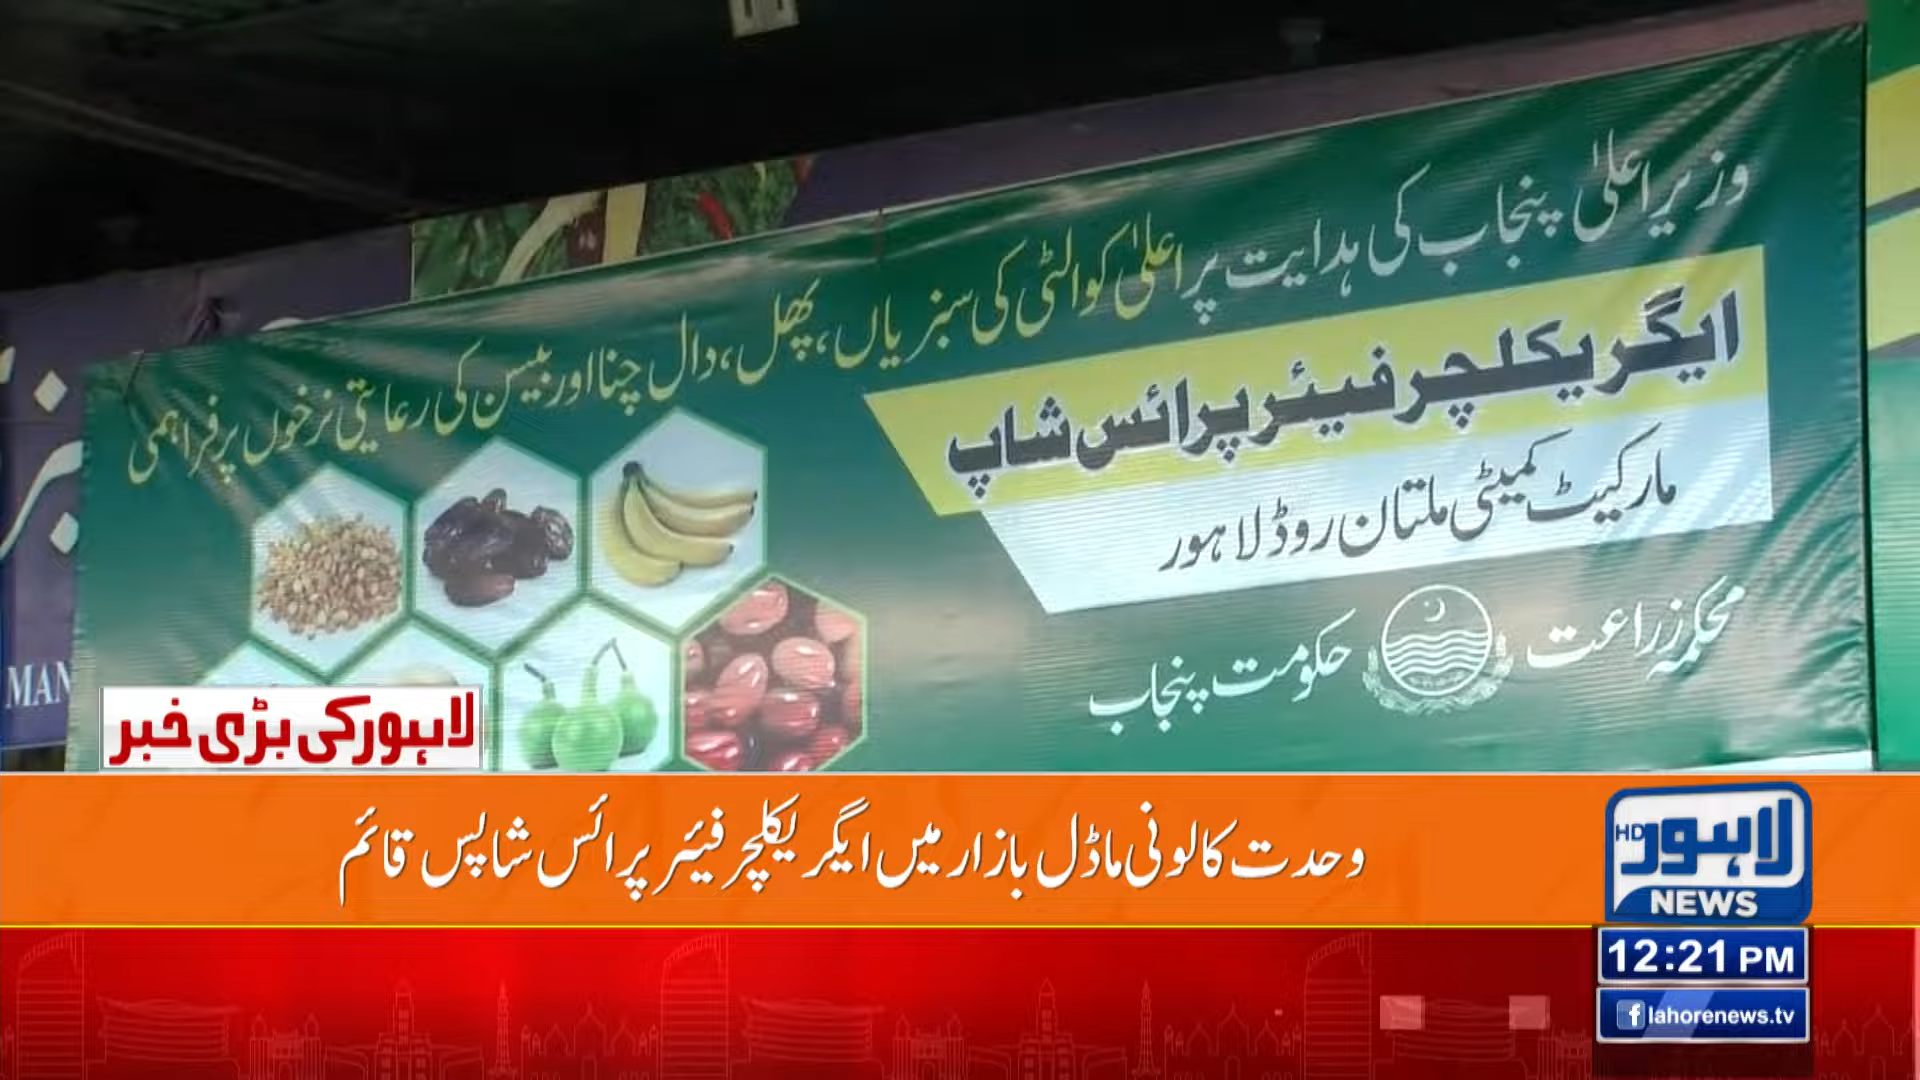 وزیراعلیٰ پنجاب کی ہدایت پر اعلیٰ کوالٹی کی سبزیاں، پھل، دال چنا اور بیسن کی رعایتی نرخوں پر فراہمی
ایگریکلچر فیئر پرائس شاپ
مارکیٹ کمیٹی ملتان روڈ لاہور
محکمہ زراعت حکومت پنجاب
MAN
لاہور کی بڑی خبر
وحدت کالونی ماڈل بازار میں ایگریکلچر فیئر پرائس شاپس قائم
لاہور HD
NEWS
12:21 PM
lahorenews.tv